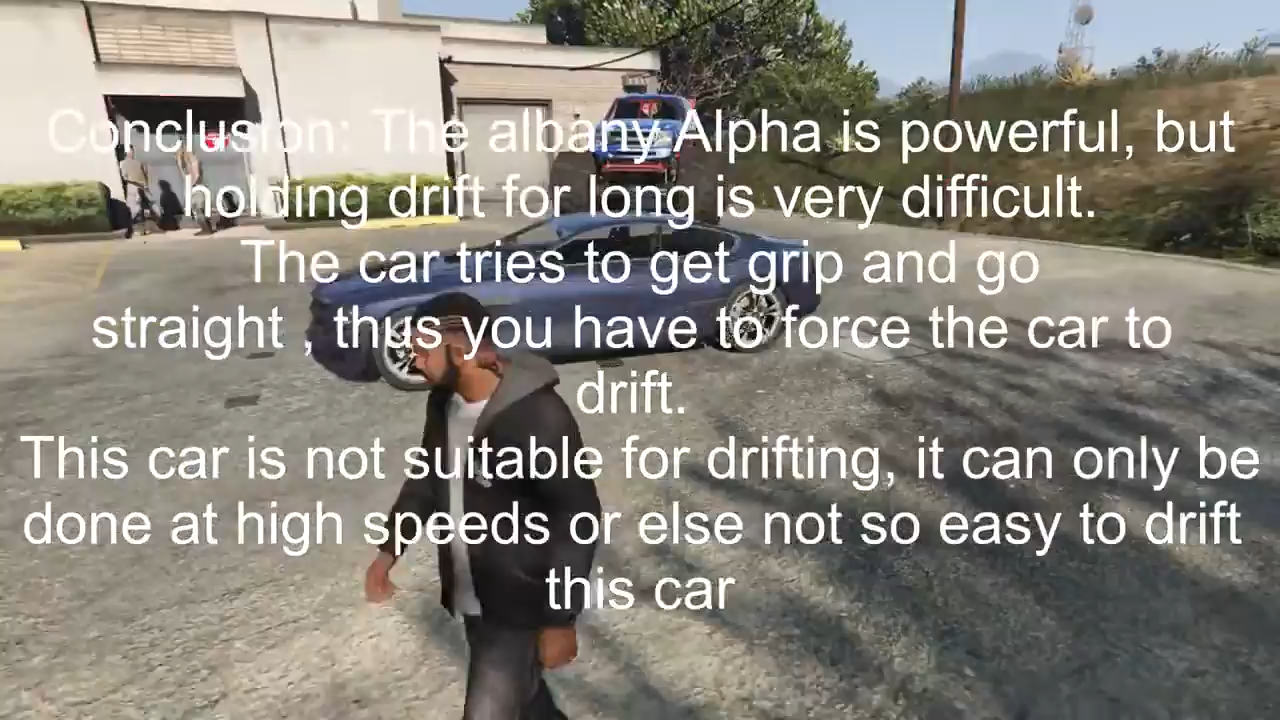 Conclusion: The albany Alpha is powerful, but
holding drift for long is very difficult.
The car tries to get grip and go
straight , thus you have to force the car to
drift.
This car is not suitable for drifting, it can only be
done at high speeds or else not so easy to drift
this car